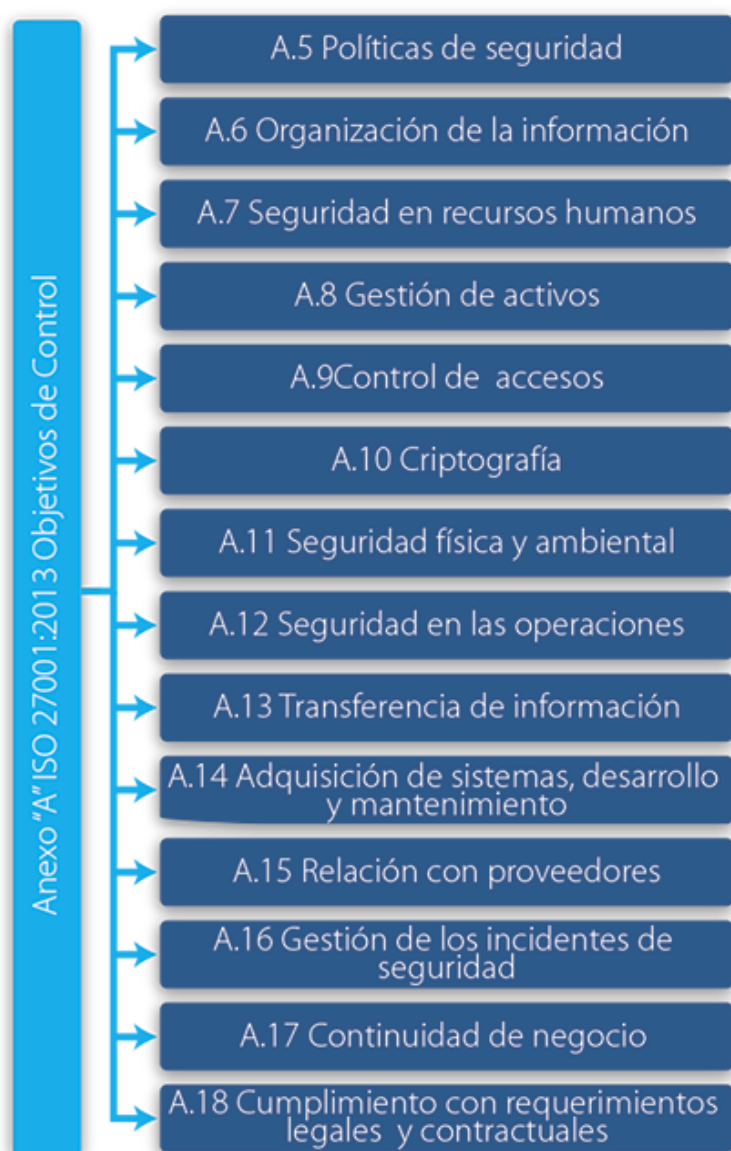 Anexo "A" ISO 27001:2013 Objetivos de Control
A.5 Políticas de seguridad
A.6 Organización de la información
A.7 Seguridad en recursos humanos
A.8 Gestión de activos
A.9Control de accesos
A.10 Criptografía
A.11 Seguridad física y ambiental
A.12 Seguridad en las operaciones
A.13 Transferencia de información
A.14 Adquisición de sistemas, desarrollo
y mantenimiento
A.15 Relación con proveedores
A.16 Gestión de los incidentes de
seguridad
A.17 Continuidad de negocio
A.18 Cumplimiento con requerimientos
legales y contractuales